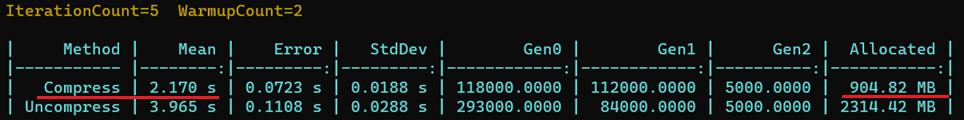 IterationCount=5  WarmupCount=2
|     Method |    Mean |    Error |   StdDev |        Gen0 |        Gen1 |      Gen2 |  Allocated |
|----------- |--------:|---------:|---------:|------------:|------------:|----------:|-----------:|
|   Compress | 2.170 s | 0.0723 s | 0.0188 s | 118000.0000 | 112000.0000 | 5000.0000 |  904.82 MB |
| Uncompress | 3.965 s | 0.1108 s | 0.0288 s | 293000.0000 |  84000.0000 | 5000.0000 | 2314.42 MB |